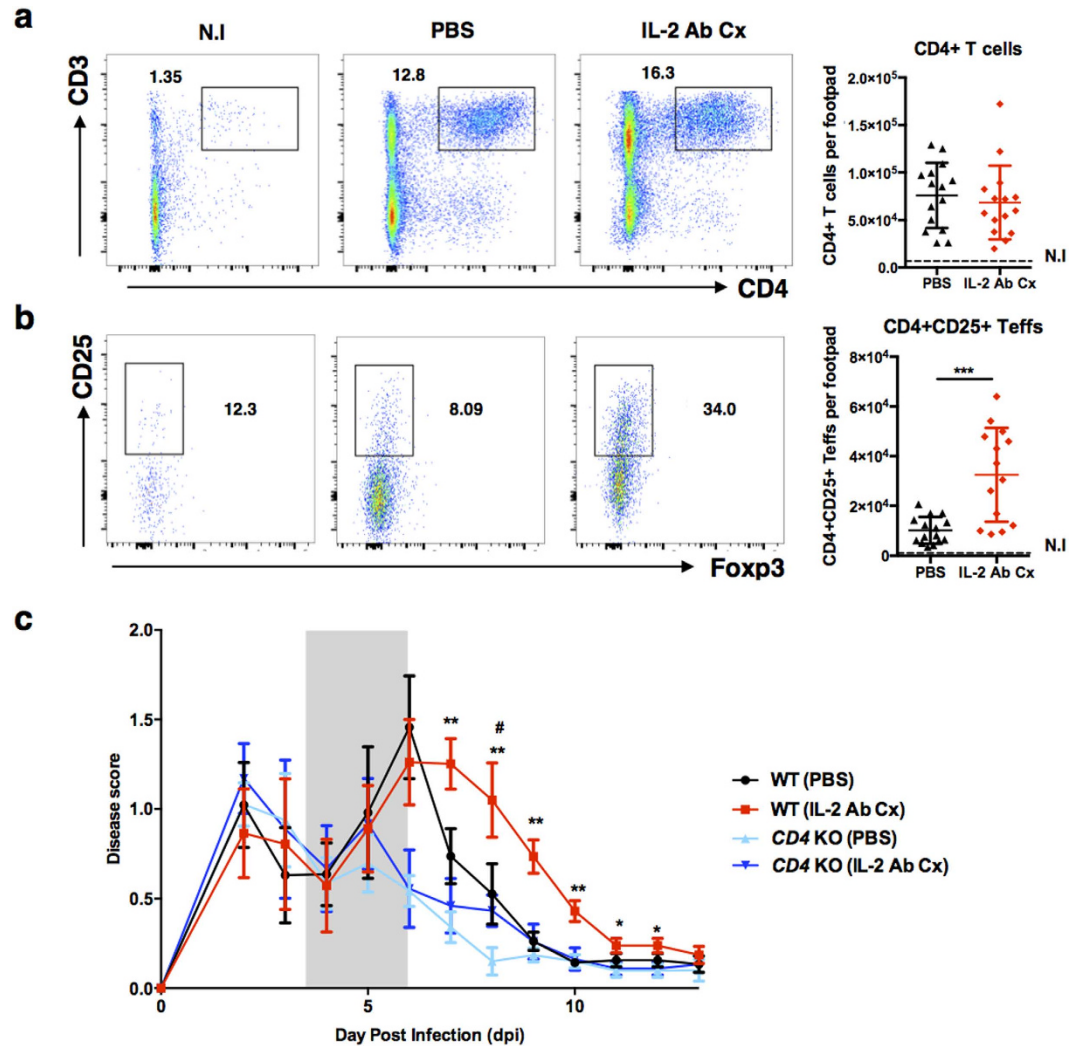 a
N.I
PBS
IL-2 Ab Cx
CD3
1.35
12.8
16.3
CD4
CD4+ T cells
CD4+ T cells per footpad
2.0×10⁵
1.5×10⁵
1.0×10⁵
5.0×10⁴
0.0
N.I
PBS IL-2 Ab Cx
b
CD25
12.3
8.09
34.0
Foxp3
CD4+CD25+ Teffs
CD4+CD25+ Teffs per footpad
8×10⁴
6×10⁴
4×10⁴
2×10⁴
0
***
N.I
PBS IL-2 Ab Cx
c
Disease score
2.0
1.5
1.0
0.5
0.0
**
#
**
**
**
*
*
0 5 10
Day Post Infection (dpi)
WT (PBS)
WT (IL-2 Ab Cx)
CD4 KO (PBS)
CD4 KO (IL-2 Ab Cx)